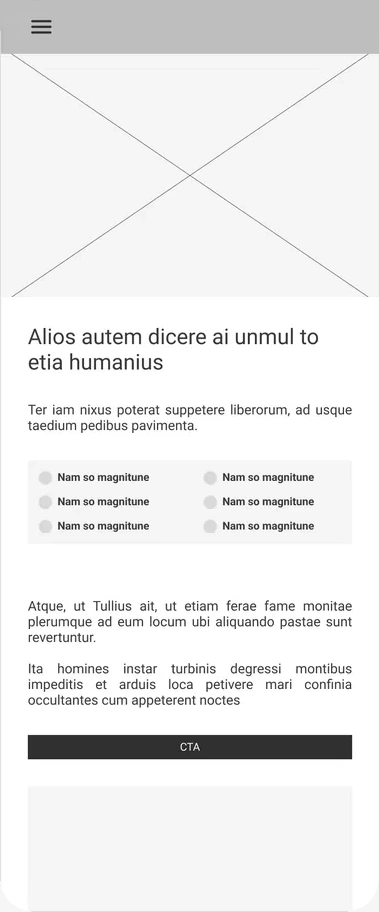 Alios autem dicere ai unmul to
etia humanius
Ter iam nixus poterat suppetere liberorum, ad usque
taedium pedibus pavimenta.
Nam so magnitune
Nam so magnitune
Nam so magnitune
Nam so magnitune
Nam so magnitune
Nam so magnitune
Atque, ut Tullius ait, ut etiam ferae fame monitae
plerumque ad eum locum ubi aliquando pastae sunt
revertuntur.
Ita homines instar turbinis degressi montibus
impeditis et arduis loca petivere mari confinia
occultantes cum appeterent noctes
CTA